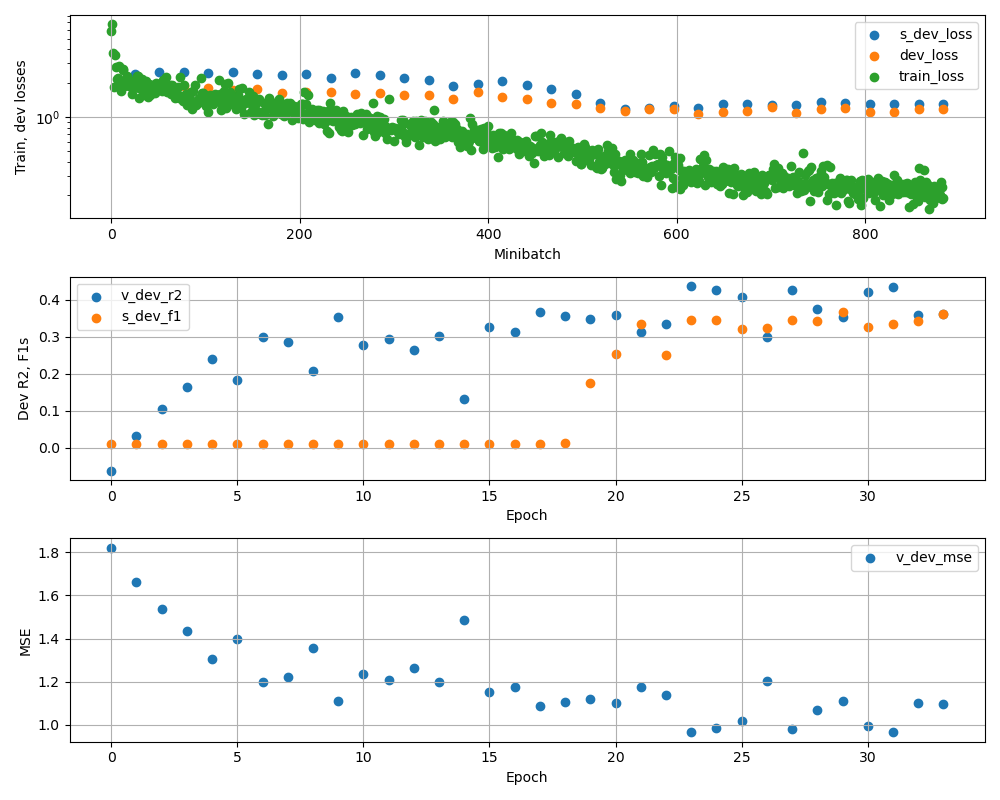 Train, dev losses
10⁰
s_dev_loss
dev_loss
train_loss
0 200 400 600 800
Minibatch
Dev R2, F1s
0.4
0.3
0.2
0.1
0.0
v_dev_r2
s_dev_f1
0 5 10 15 20 25 30
Epoch
MSE
1.8
1.6
1.4
1.2
1.0
v_dev_mse
0 5 10 15 20 25 30
Epoch